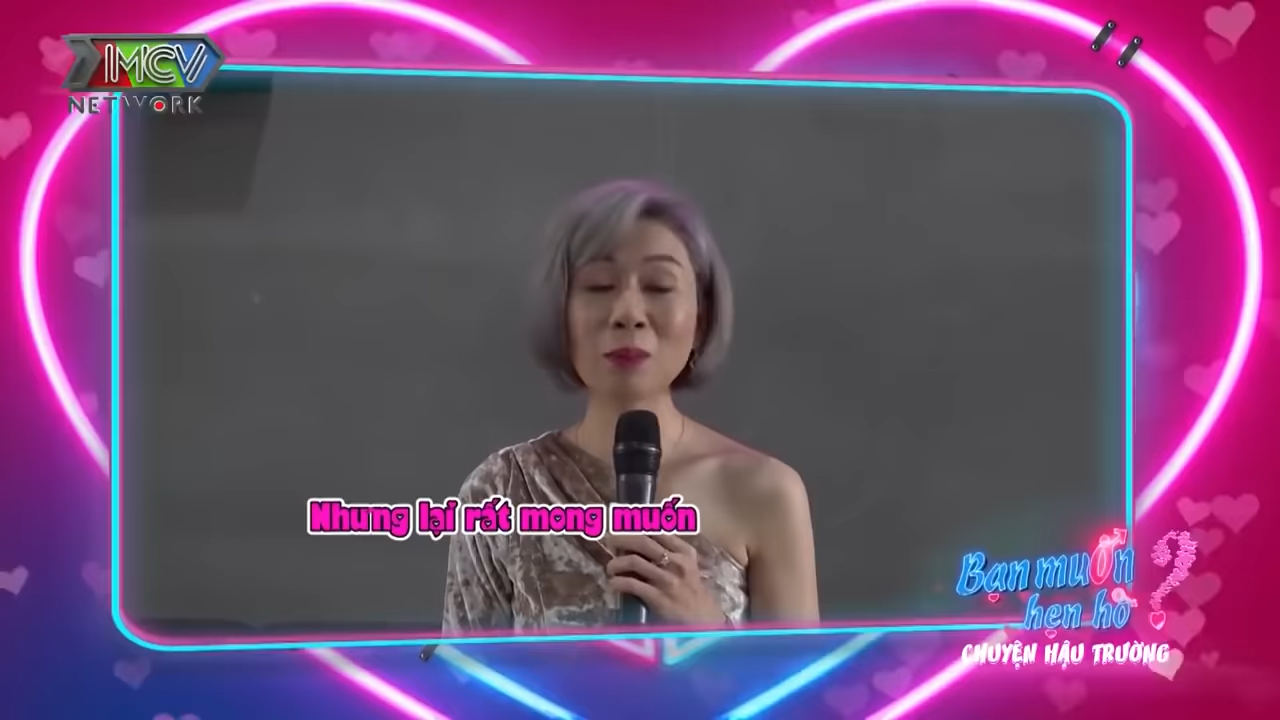 MCV
NETWORK
Nhưng lại rất mong muốn
Bạn muốn
hẹn hò?
CHUYỆN HẬU TRƯỜNG